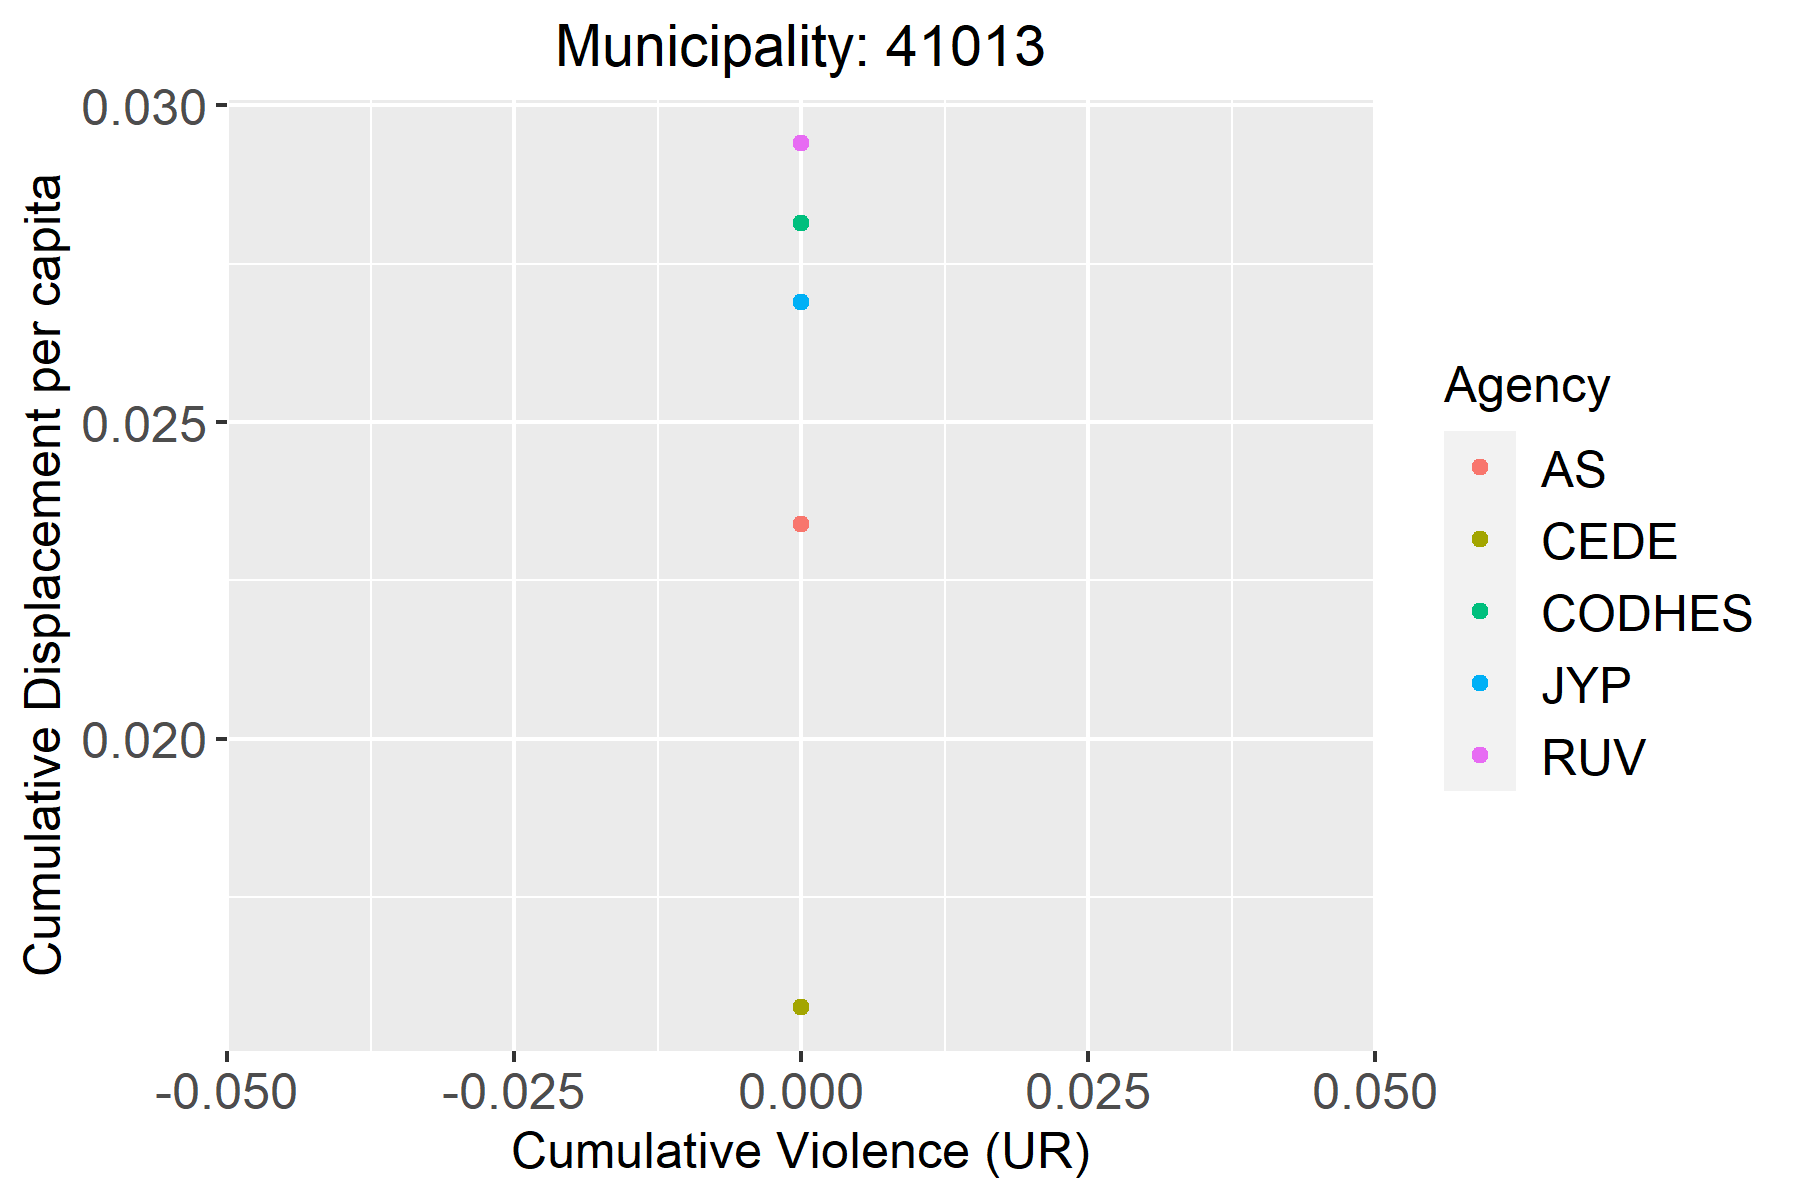 Municipality: 41013
Cumulative Displacement per capita
0.030
0.025
0.020
-0.050
-0.025
0.000
0.025
0.050
Cumulative Violence (UR)
Agency
AS
CEDE
CODHES
JYP
RUV